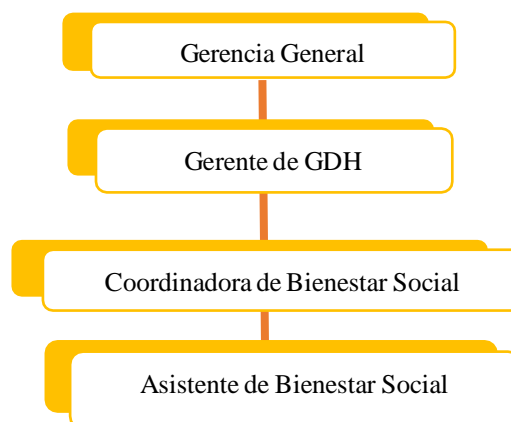 Gerencia General
Gerente de GDH
Coordinadora de Bienestar Social
Asistente de Bienestar Social